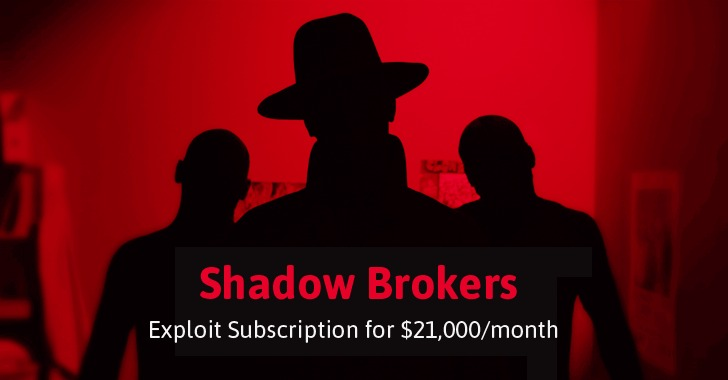 Shadow Brokers
Exploit Subscription for $21,000/month